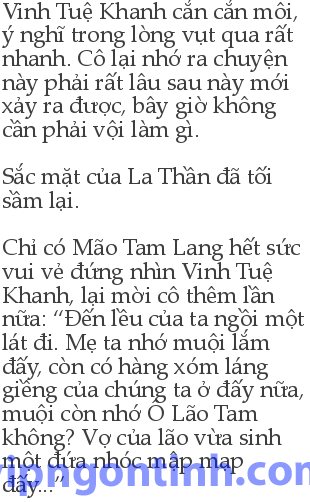 Vinh Tuệ Khanh cắn cắn môi,
ý nghĩ trong lòng vụt qua rất
nhanh. Cô lại nhớ ra chuyện
này phải rất lâu sau này mới
xảy ra được, bây giờ không
cần phải vội làm gì.
Sắc mặt của La Thần đã tối
sầm lại.
Chỉ có Mão Tam Lang hết sức
vui vẻ đứng nhìn Vinh Tuệ
Khanh, lại mời cô thêm lần
nữa: “Đến lều của ta ngồi một
lát đi. Mẹ ta nhớ muội lắm
đấy, còn có hàng xóm láng
giềng của chúng ta ở đấy nữa,
muội còn nhớ Ô Lão Tam
không? Vợ của lão vừa sinh
một đứa nhóc mập mạp
đấy...”
vipngontinh.com